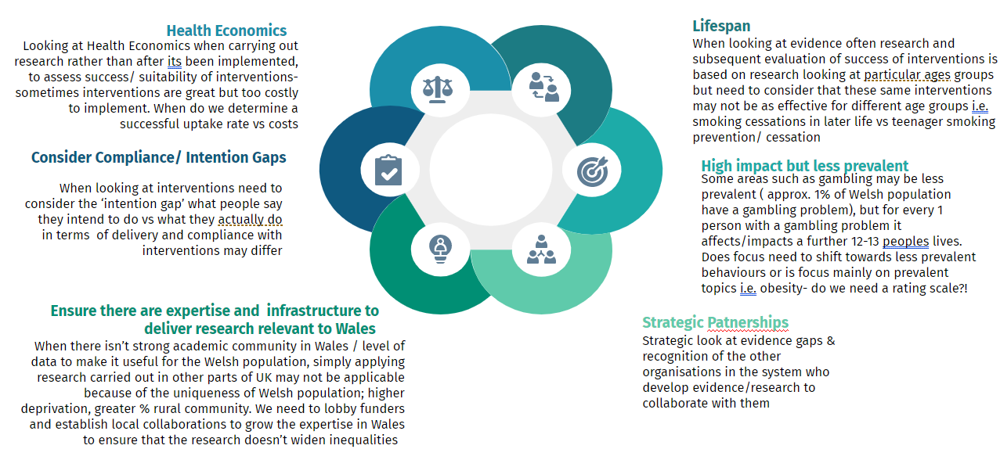 Health Economics
Looking at Health Economics when carrying out
research rather than after its been implemented,
to assess success/ suitability of interventions-
sometimes interventions are great but too costly
to implement. When do we determine a
successful uptake rate vs costs
Consider Compliance/ Intention Gaps
When looking at interventions need to
consider the ‘intention gap’ what people say
they intend to do vs what they actually do
in terms  of delivery and compliance with
interventions may differ
Ensure there are expertise and  infrastructure to
deliver research relevant to Wales
When there isn’t strong academic community in Wales / level of
data to make it useful for the Welsh population, simply applying
research carried out in other parts of UK may not be applicable
because of the uniqueness of Welsh population; higher
deprivation, greater % rural community. We need to lobby funders
and establish local collaborations to grow the expertise in Wales
to ensure that the research doesn’t widen inequalities
Lifespan
When looking at evidence often research and
subsequent evaluation of success of interventions is
based on research looking at particular ages groups
but need to consider that these same interventions
may not be as effective for different age groups i.e.
smoking cessations in later life vs teenager smoking
prevention/ cessation
High impact but less prevalent
Some areas such as gambling may be less
prevalent ( approx. 1% of Welsh population
have a gambling problem), but for every 1
person with a gambling problem it
affects/impacts a further 12-13 peoples lives.
Does focus need to shift towards less prevalent
behaviours or is focus mainly on prevalent
topics i.e. obesity- do we need a rating scale?!
Strategic Patnerships
Strategic look at evidence gaps &
recognition of the other
organisations in the system who
develop evidence/research to
collaborate with them